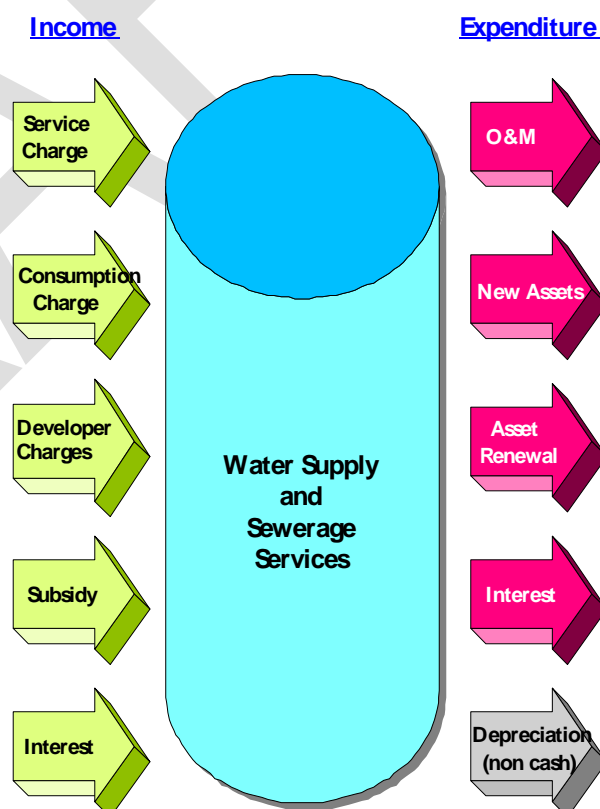 Income
Expenditure
Service
Charge
Consumption
Charge
Developer
Charges
Subsidy
Interest
Water Supply
and
Sewerage
Services
O&M
New Assets
Asset
Renewal
Interest
Depreciation
(non cash)